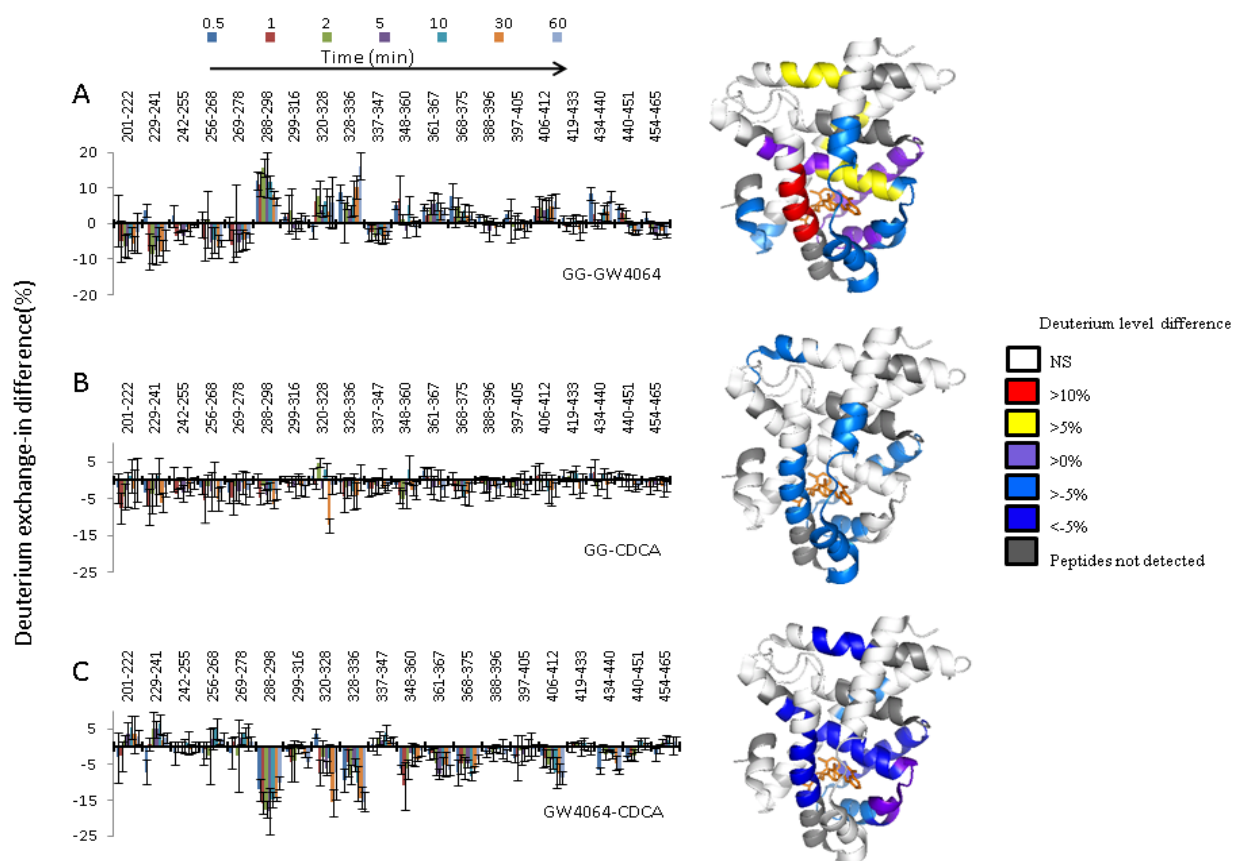 0.5 1 2 5 10 30 60
Time (min)
A
201-222 229-241 242-255 256-268 269-278 288-298 299-316 320-328 328-336 337-347 348-360 361-367 368-375 388-396 397-405 406-412 419-433 434-440 440-451 454-465
20
10
0
-10
-20
GG-GW4064
Deuterium exchange-in difference(%)
B
201-222 229-241 242-255 256-268 269-278 288-298 299-316 320-328 328-336 337-347 348-360 361-367 368-375 388-396 397-405 406-412 419-433 434-440 440-451 454-465
5
-5
-15
-25
GG-CDCA
Deuterium level difference
NS
>10%
>5%
>0%
>-5%
<-5%
Peptides not detected
C
201-222 229-241 242-255 256-268 269-278 288-298 299-316 320-328 328-336 337-347 348-360 361-367 368-375 388-396 397-405 406-412 419-433 434-440 440-451 454-465
5
-5
-15
-25
GW4064-CDCA